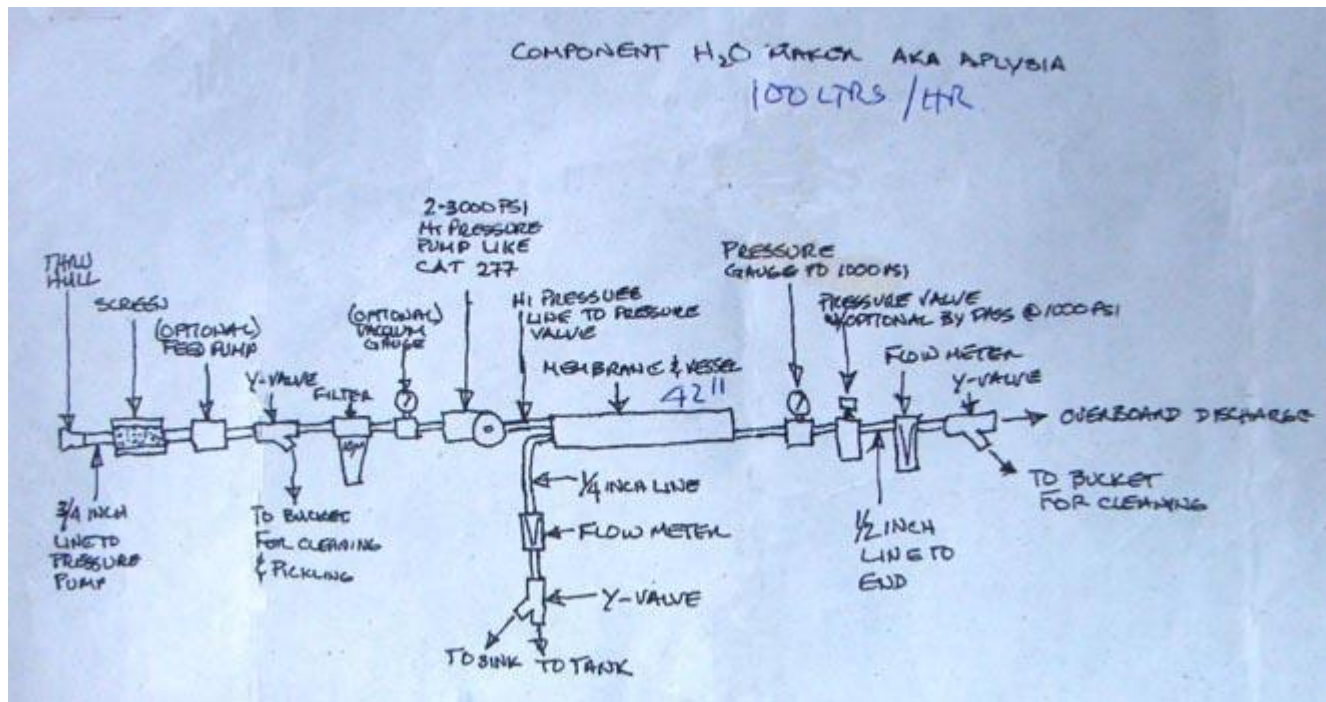 COMPONENT H₂O MAKER AKA APLYSIA
100 LTRS/HR
THRU
HULL
SCREEN
(OPTIONAL)
FEED PUMP
Y-VALVE
FILTER
(OPTIONAL)
VACUUM
GAUGE
2-3000 PSI
HI PRESSURE
PUMP LIKE
CAT 277
HI PRESSURE
LINE TO PRESSURE
VALVE
MEMBRANE & VESSEL
42"
PRESSURE
GAUGE TO 1000 PSI
PRESSURE VALVE
W/OPTIONAL BY PASS @ 1000 PSI
FLOW METER
Y-VALVE
OVERBOARD DISCHARGE
TO BUCKET
FOR CLEANING
3/4 INCH
LINE TO
PRESSURE
PUMP
TO BUCKET
FOR CLEANING
& PICKLING
1/4 INCH LINE
FLOW METER
Y-VALVE
TO SINK
TO TANK
1/2 INCH
LINE TO
END